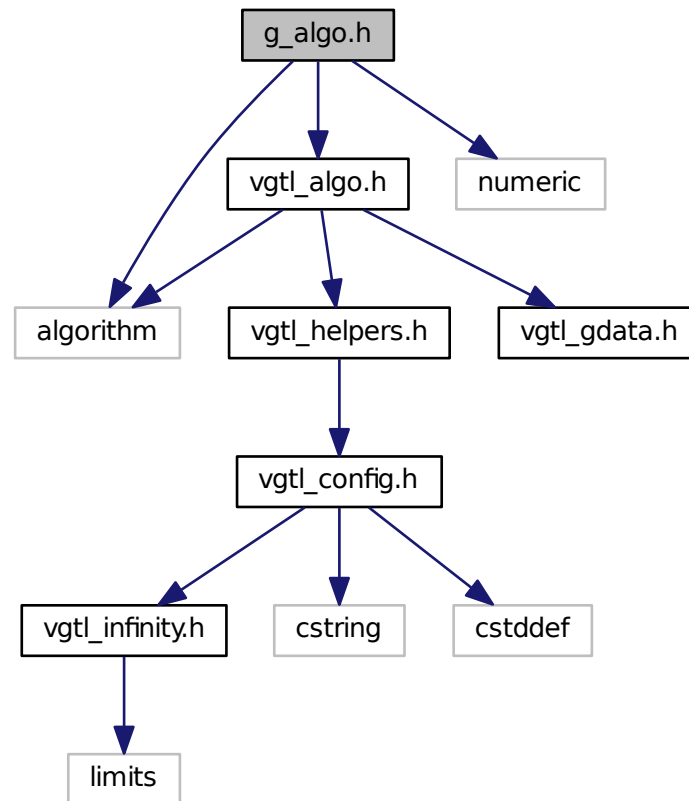 g_algo.h
vgtl_algo.h
numeric
algorithm
vgtl_helpers.h
vgtl_gdata.h
vgtl_config.h
vgtl_infinity.h
cstring
cstddef
limits